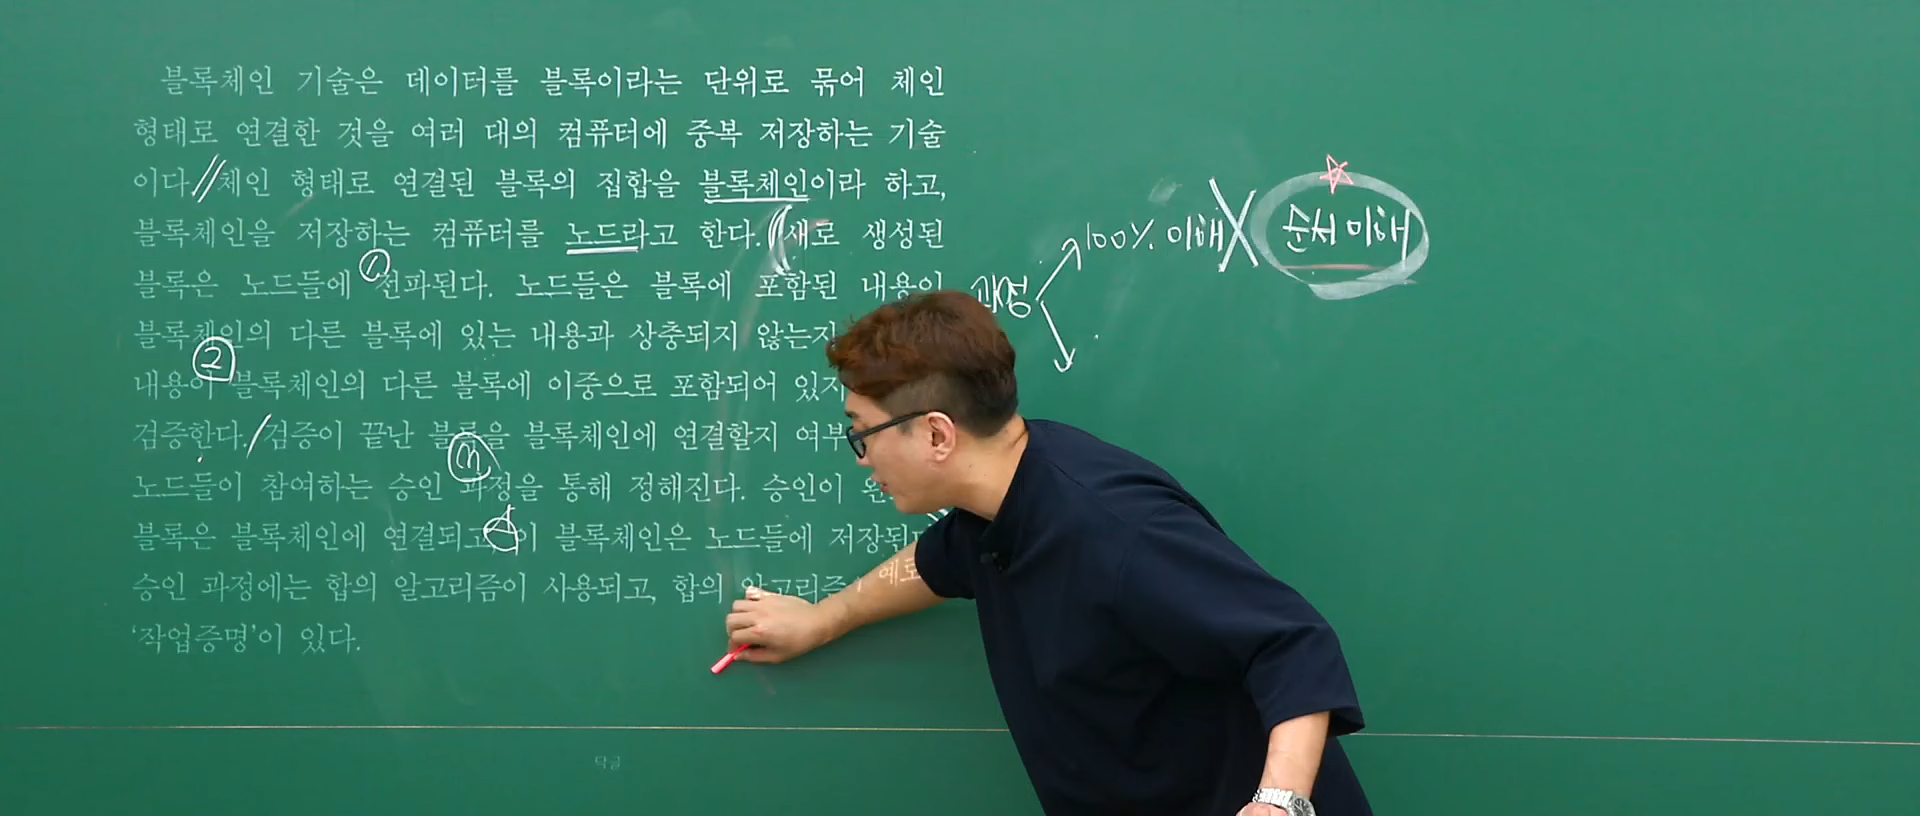 블록체인 기술은 데이터를 블록이라는 단위로 묶어 체인
형태로 연결한 것을 여러 대의 컴퓨터에 중복 저장하는 기술
이다. 체인 형태로 연결된 블록의 집합을 블록체인이라 하고,
블록체인을 저장하는 컴퓨터를 노드라고 한다. 새로 생성된
블록은 노드들에 ① 전파된다. 노드들은 블록에 포함된 내용이
블록체인의 다른 블록에 있는 내용과 상충되지 않는지
② 내용이 블록체인의 다른 블록에 이중으로 포함되어 있지
검증한다. 검증이 끝난 블록을 블록체인에 연결할지 여부
노드들이 참여하는 승인 ③ 과정을 통해 정해진다. 승인이
블록은 블록체인에 연결되고 ④ 이 블록체인은 노드들에 저장된
승인 과정에는 합의 알고리즘이 사용되고, 합의 알고리즘 예로
‘작업증명’이 있다.
과정
100% 이해 X
순서 이해